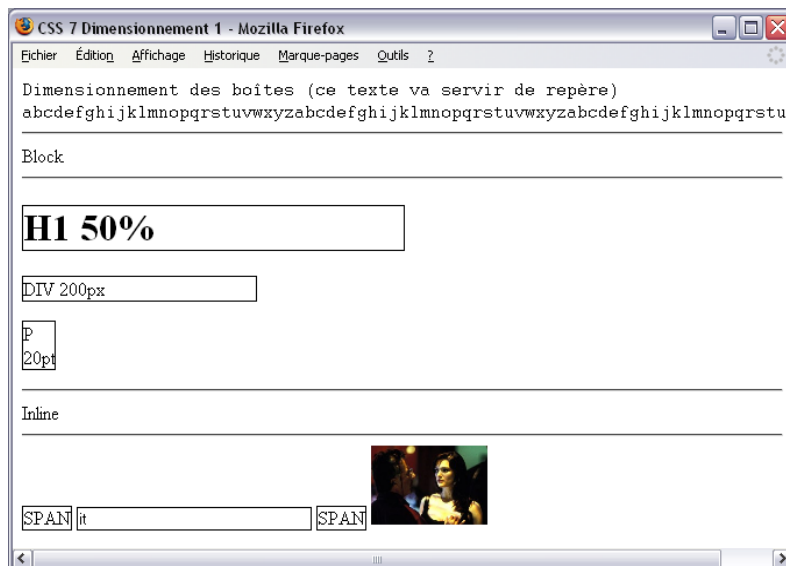 CSS 7 Dimensionnement 1 - Mozilla Firefox
Fichier Édition Affichage Historique Marque-pages Outils ?
Dimensionnement des boîtes (ce texte va servir de repère)
abcdefghijklmnopqrstuvwxyzabcdefghijklmnopqrstuvwxyzabcdefghijklmnopqrstu
Block
H1 50%
DIV 200px
P
20pt
Inline
SPAN it SPAN